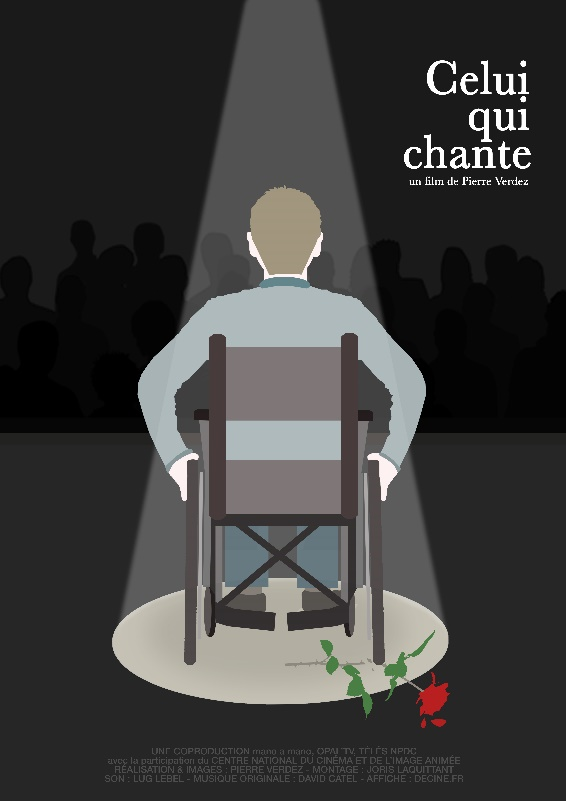 Celui
qui
chante
un film de Pierre Verdez
UNE COPRODUCTION mano a mano, OPAL'TV, TÉLÉS NPDC
avec la participation du CENTRE NATIONAL DU CINÉMA ET DE L'IMAGE ANIMÉE
RÉALISATION & IMAGES : PIERRE VERDEZ - MONTAGE : JORIS LAQUITTANT
SON : LUG LEBEL - MUSIQUE ORIGINALE : DAVID CATEL - AFFICHE : DECINE.FR